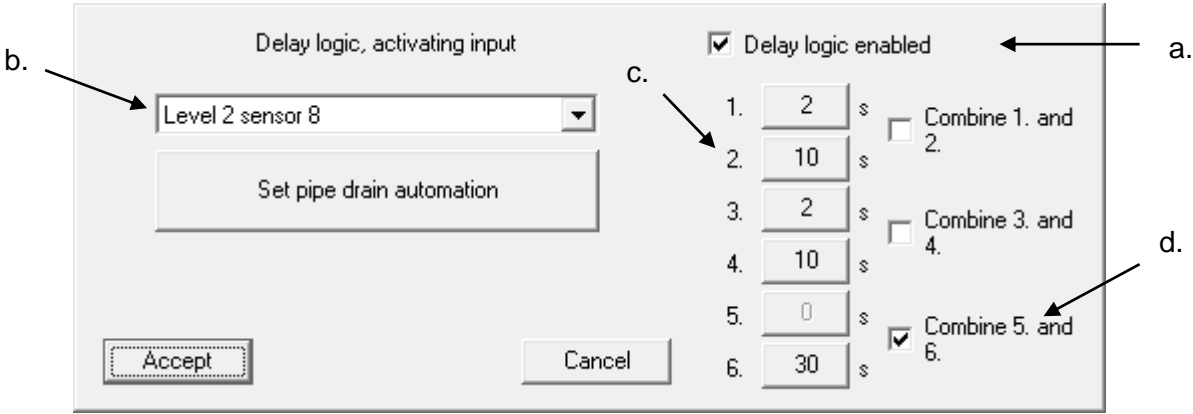 Delay logic, activating input
Delay logic enabled
a.
b.
c.
Level 2 sensor 8
1. 2 s
Combine 1. and
2.
2. 10 s
Set pipe drain automation
3. 2 s
Combine 3. and
4.
4. 10 s
d.
5. 0 s
Combine 5. and
6.
6. 30 s
Accept
Cancel